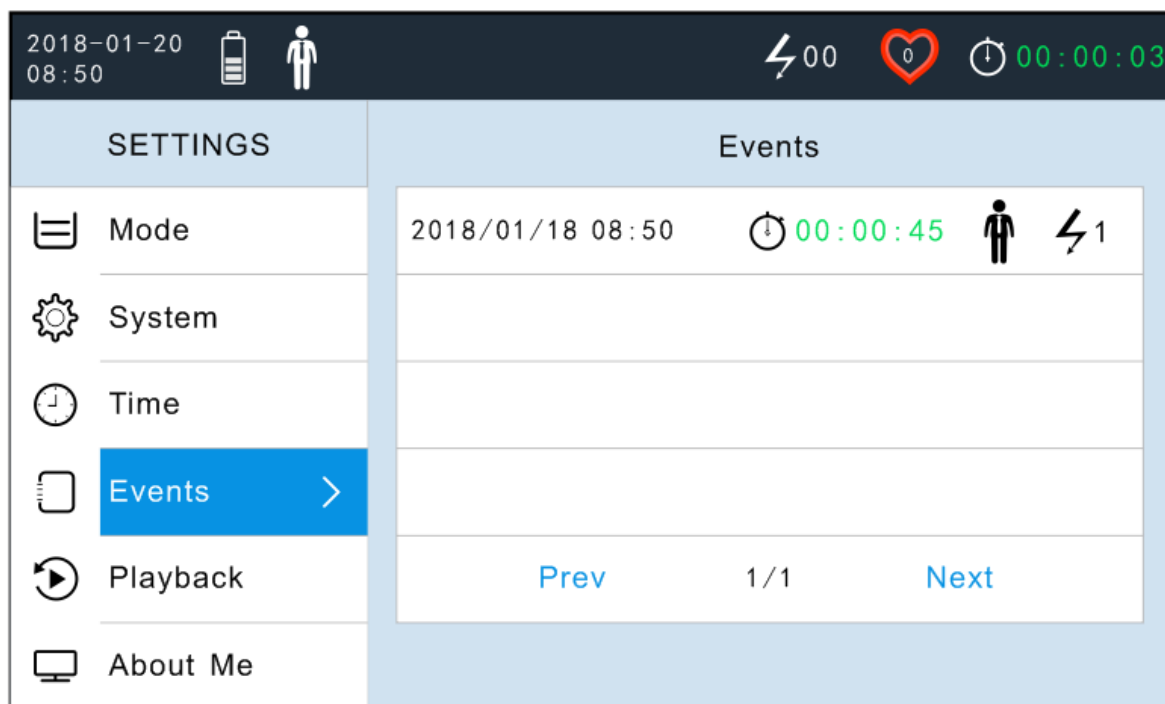 2018-01-20
08:50
00
0
00:00:03
SETTINGS
Mode
System
Time
Events
Playback
About Me
Events
2018/01/18 08:50 00:00:45 1
Prev 1/1 Next